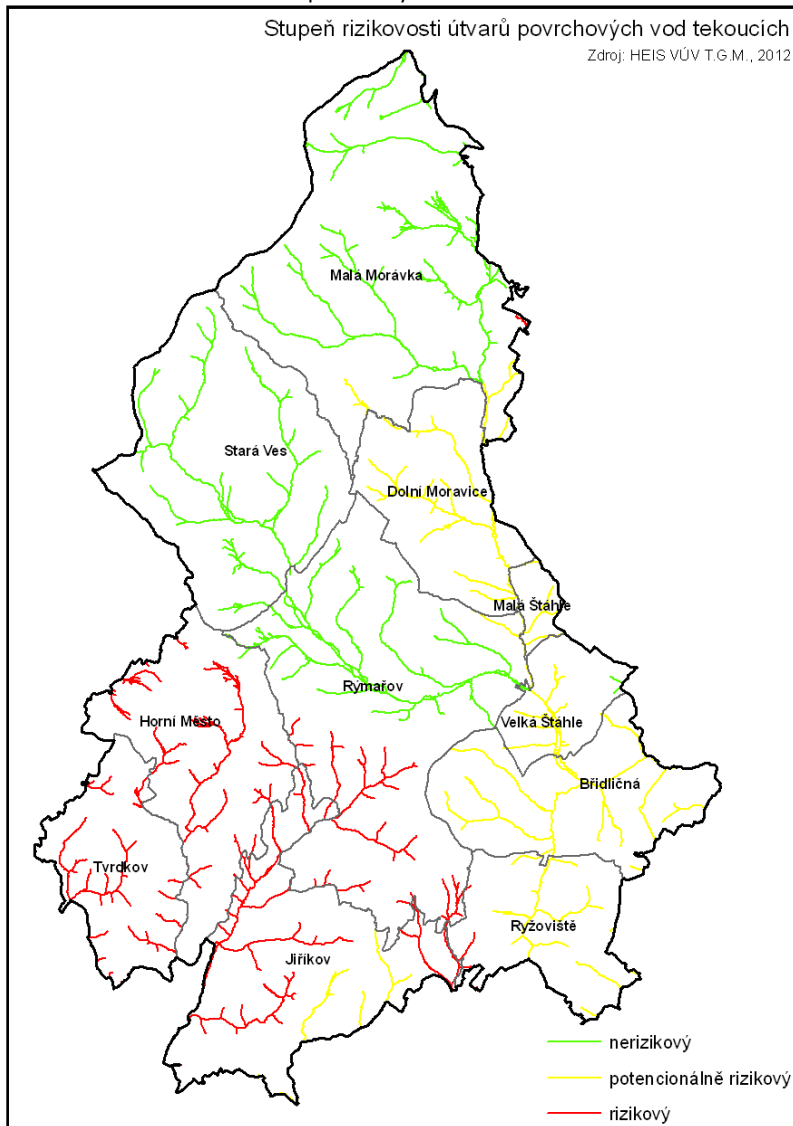 Stupeň rizikovosti útvarů povrchových vod tekoucích
Zdroj: HEIS VÚV T.G.M., 2012
Malá Morávka
Stará Ves
Dolní Moravice
Malá Štáhle
Rýmařov
Horní Město
Velká Štáhle
Břidličná
Tvrdkov
Ryžoviště
Jiříkov
nerizikový
potencionálně rizikový
rizikový